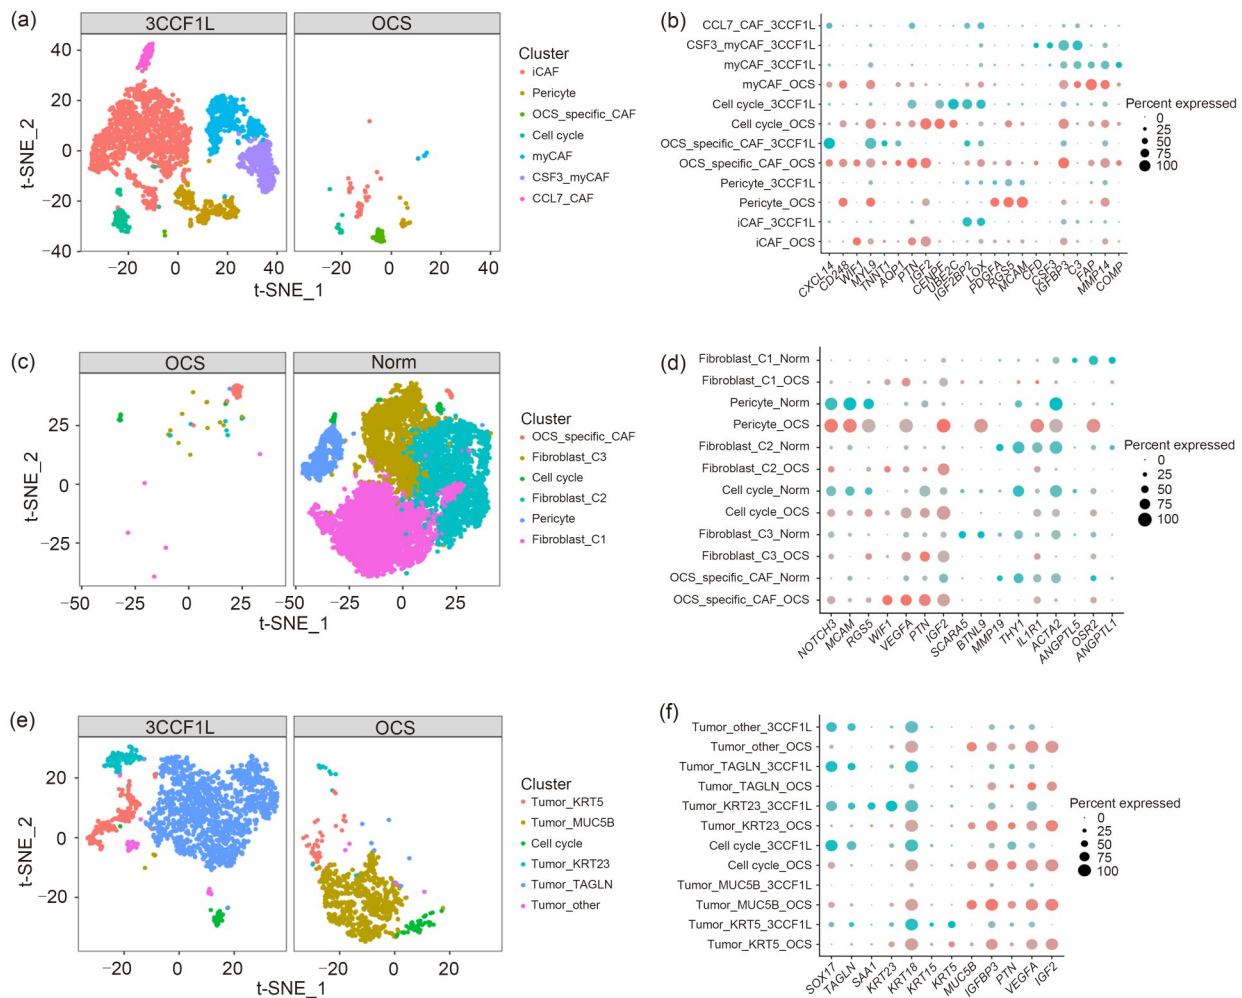 (a)
3CCF1L
OCS
t-SNE_2
40
20
0
−20
−40
−20
0
20
40
−20
0
20
40
t-SNE_1
Cluster
iCAF
Pericyte
OCS_specific_CAF
Cell cycle
myCAF
CSF3_myCAF
CCL7_CAF
(b)
CCL7_CAF_3CCF1L
CSF3_myCAF_3CCF1L
myCAF_3CCF1L
myCAF_OCS
Cell cycle_3CCF1L
Cell cycle_OCS
OCS_specific_CAF_3CCF1L
OCS_specific_CAF_OCS
Pericyte_3CCF1L
Pericyte_OCS
iCAF_3CCF1L
iCAF_OCS
CXCL14
CD248
WIF1
MYL9
TNNT1
AQP1
PTN
IGF2
CENPF
UBE2C
IGF2BP2
LOX
PDGFA
RGS5
MCAM
CFD
CSF3
IGFBP3
C3
FAP
MMP14
COMP
Percent expressed
0
25
50
75
100
(c)
OCS
Norm
t-SNE_2
25
0
−25
−50
−25
0
25
−50
−25
0
25
t-SNE_1
Cluster
OCS_specific_CAF
Fibroblast_C3
Cell cycle
Fibroblast_C2
Pericyte
Fibroblast_C1
(d)
Fibroblast_C1_Norm
Fibroblast_C1_OCS
Pericyte_Norm
Pericyte_OCS
Fibroblast_C2_Norm
Fibroblast_C2_OCS
Cell cycle_Norm
Cell cycle_OCS
Fibroblast_C3_Norm
Fibroblast_C3_OCS
OCS_specific_CAF_Norm
OCS_specific_CAF_OCS
NOTCH3
MCAM
RGS5
WIF1
VEGFA
PTN
IGF2
SCARA5
BTNL9
MMP19
THY1
IL1R1
ACTA2
ANGPTL5
OSR2
ANGPTL1
Percent expressed
0
25
50
75
100
(e)
3CCF1L
OCS
t-SNE_2
20
0
−20
−20
0
20
−20
0
20
t-SNE_1
Cluster
Tumor_KRT5
Tumor_MUC5B
Cell cycle
Tumor_KRT23
Tumor_TAGLN
Tumor_other
(f)
Tumor_other_3CCF1L
Tumor_other_OCS
Tumor_TAGLN_3CCF1L
Tumor_TAGLN_OCS
Tumor_KRT23_3CCF1L
Tumor_KRT23_OCS
Cell cycle_3CCF1L
Cell cycle_OCS
Tumor_MUC5B_3CCF1L
Tumor_MUC5B_OCS
Tumor_KRT5_3CCF1L
Tumor_KRT5_OCS
SOX17
TAGLN
SAA1
KRT23
KRT18
KRT15
KRT5
MUC5B
IGFBP3
PTN
VEGFA
IGF2
Percent expressed
0
25
50
75
100